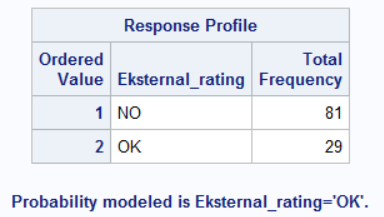 Response Profile
Ordered Value Eksternal_rating Total Frequency
1 NO 81
2 OK 29
Probability modeled is Eksternal_rating='OK'.